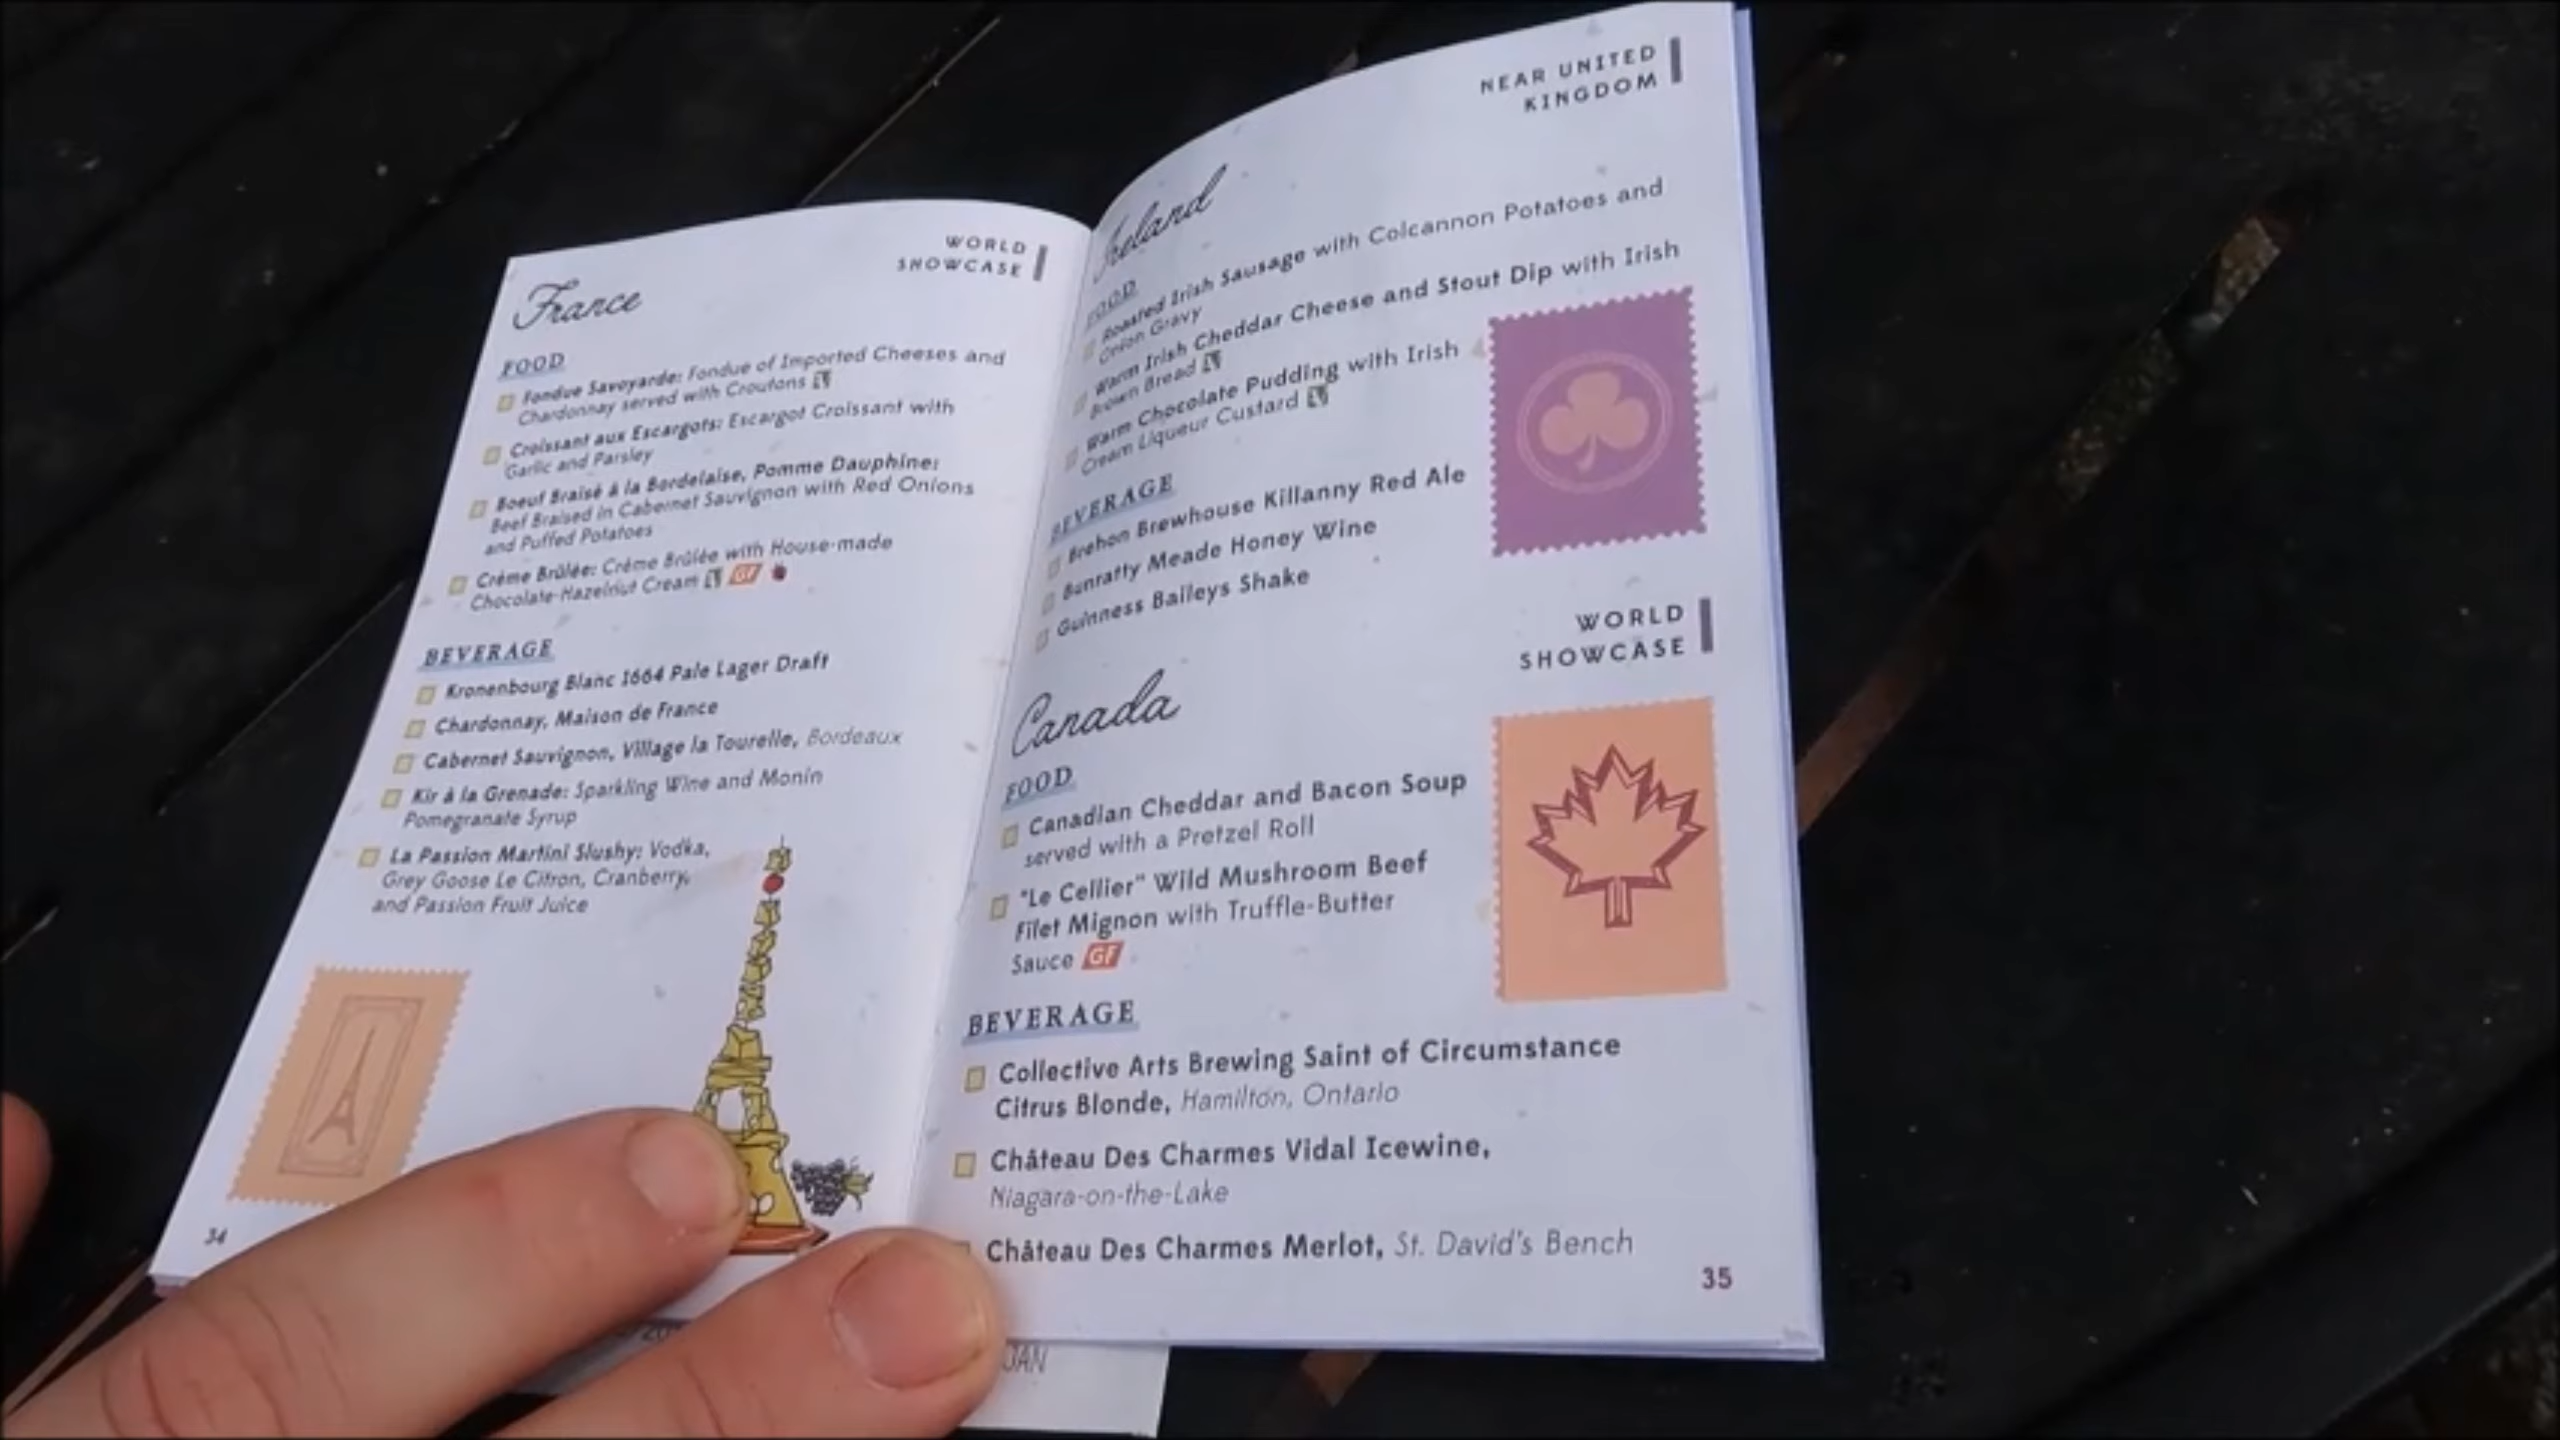 WORLD
SHOWCASE
France
FOOD
Fondue Savoyarde: Fondue of Imported Cheeses and
Chardonnay served with Croutons
Croissant aux Escargots: Escargot Croissant with
Garlic and Parsley
Boeuf Braisé à la Bordelaise, Pomme Dauphine:
Beef Braised in Cabernet Sauvignon with Red Onions
and Puffed Potatoes
Crème Brûlée: Crème Brûlée with House-made
Chocolate-Hazelnut Cream GF
BEVERAGE
Kronenbourg Blanc 1664 Pale Lager Draft
Chardonnay, Maison de France
Cabernet Sauvignon, Village la Tourelle, Bordeaux
Kir à la Grenade: Sparkling Wine and Monin
Pomegranate Syrup
La Passion Martini Slushy: Vodka,
Grey Goose Le Citron, Cranberry,
and Passion Fruit Juice
34
NEAR UNITED
KINGDOM
Ireland
FOOD
Roasted Irish Sausage with Colcannon Potatoes and
Onion Gravy
Warm Irish Cheddar Cheese and Stout Dip with Irish
Brown Bread
Warm Chocolate Pudding with Irish
Cream Liqueur Custard
BEVERAGE
Brehon Brewhouse Killanny Red Ale
Bunratty Meade Honey Wine
Guinness Baileys Shake
WORLD
SHOWCASE
Canada
FOOD
Canadian Cheddar and Bacon Soup
served with a Pretzel Roll
"Le Cellier" Wild Mushroom Beef
Filet Mignon with Truffle-Butter
Sauce GF
BEVERAGE
Collective Arts Brewing Saint of Circumstance
Citrus Blonde, Hamilton, Ontario
Château Des Charmes Vidal Icewine,
Niagara-on-the-Lake
Château Des Charmes Merlot, St. David's Bench
35